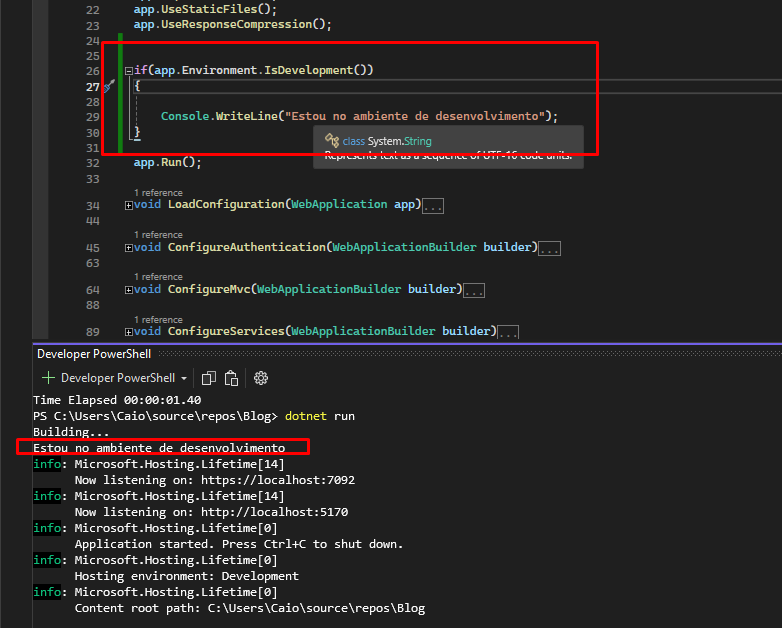 22 app.UseStaticFiles();
23 app.UseResponseCompression();
24
25
26 if(app.Environment.IsDevelopment())
27 {
28
29 Console.WriteLine("Estou no ambiente de desenvolvimento");
30 }
class System.String
31
Represents text as a sequence of UTF-16 code units.
32 app.Run();
33
1 reference
34 void LoadConfiguration(WebApplication app)...
44
1 reference
45 void ConfigureAuthentication(WebApplicationBuilder builder)...
63
1 reference
64 void ConfigureMvc(WebApplicationBuilder builder)...
88
1 reference
89 void ConfigureServices(WebApplicationBuilder builder)...
Developer PowerShell
Developer PowerShell
Time Elapsed 00:00:01.40
PS C:\Users\Caio\source\repos\Blog> dotnet run
Building...
Estou no ambiente de desenvolvimento
info: Microsoft.Hosting.Lifetime[14]
Now listening on: https://localhost:7092
info: Microsoft.Hosting.Lifetime[14]
Now listening on: http://localhost:5170
info: Microsoft.Hosting.Lifetime[0]
Application started. Press Ctrl+C to shut down.
info: Microsoft.Hosting.Lifetime[0]
Hosting environment: Development
info: Microsoft.Hosting.Lifetime[0]
Content root path: C:\Users\Caio\source\repos\Blog